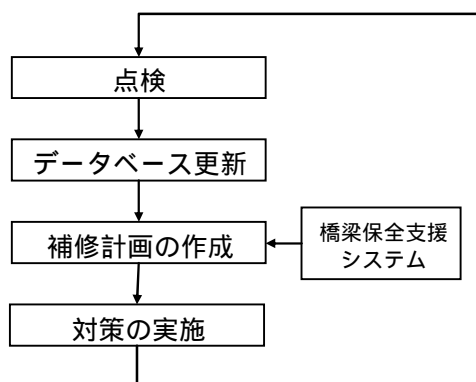 点検
データベース更新
補修計画の作成
橋梁保全支援
システム
対策の実施